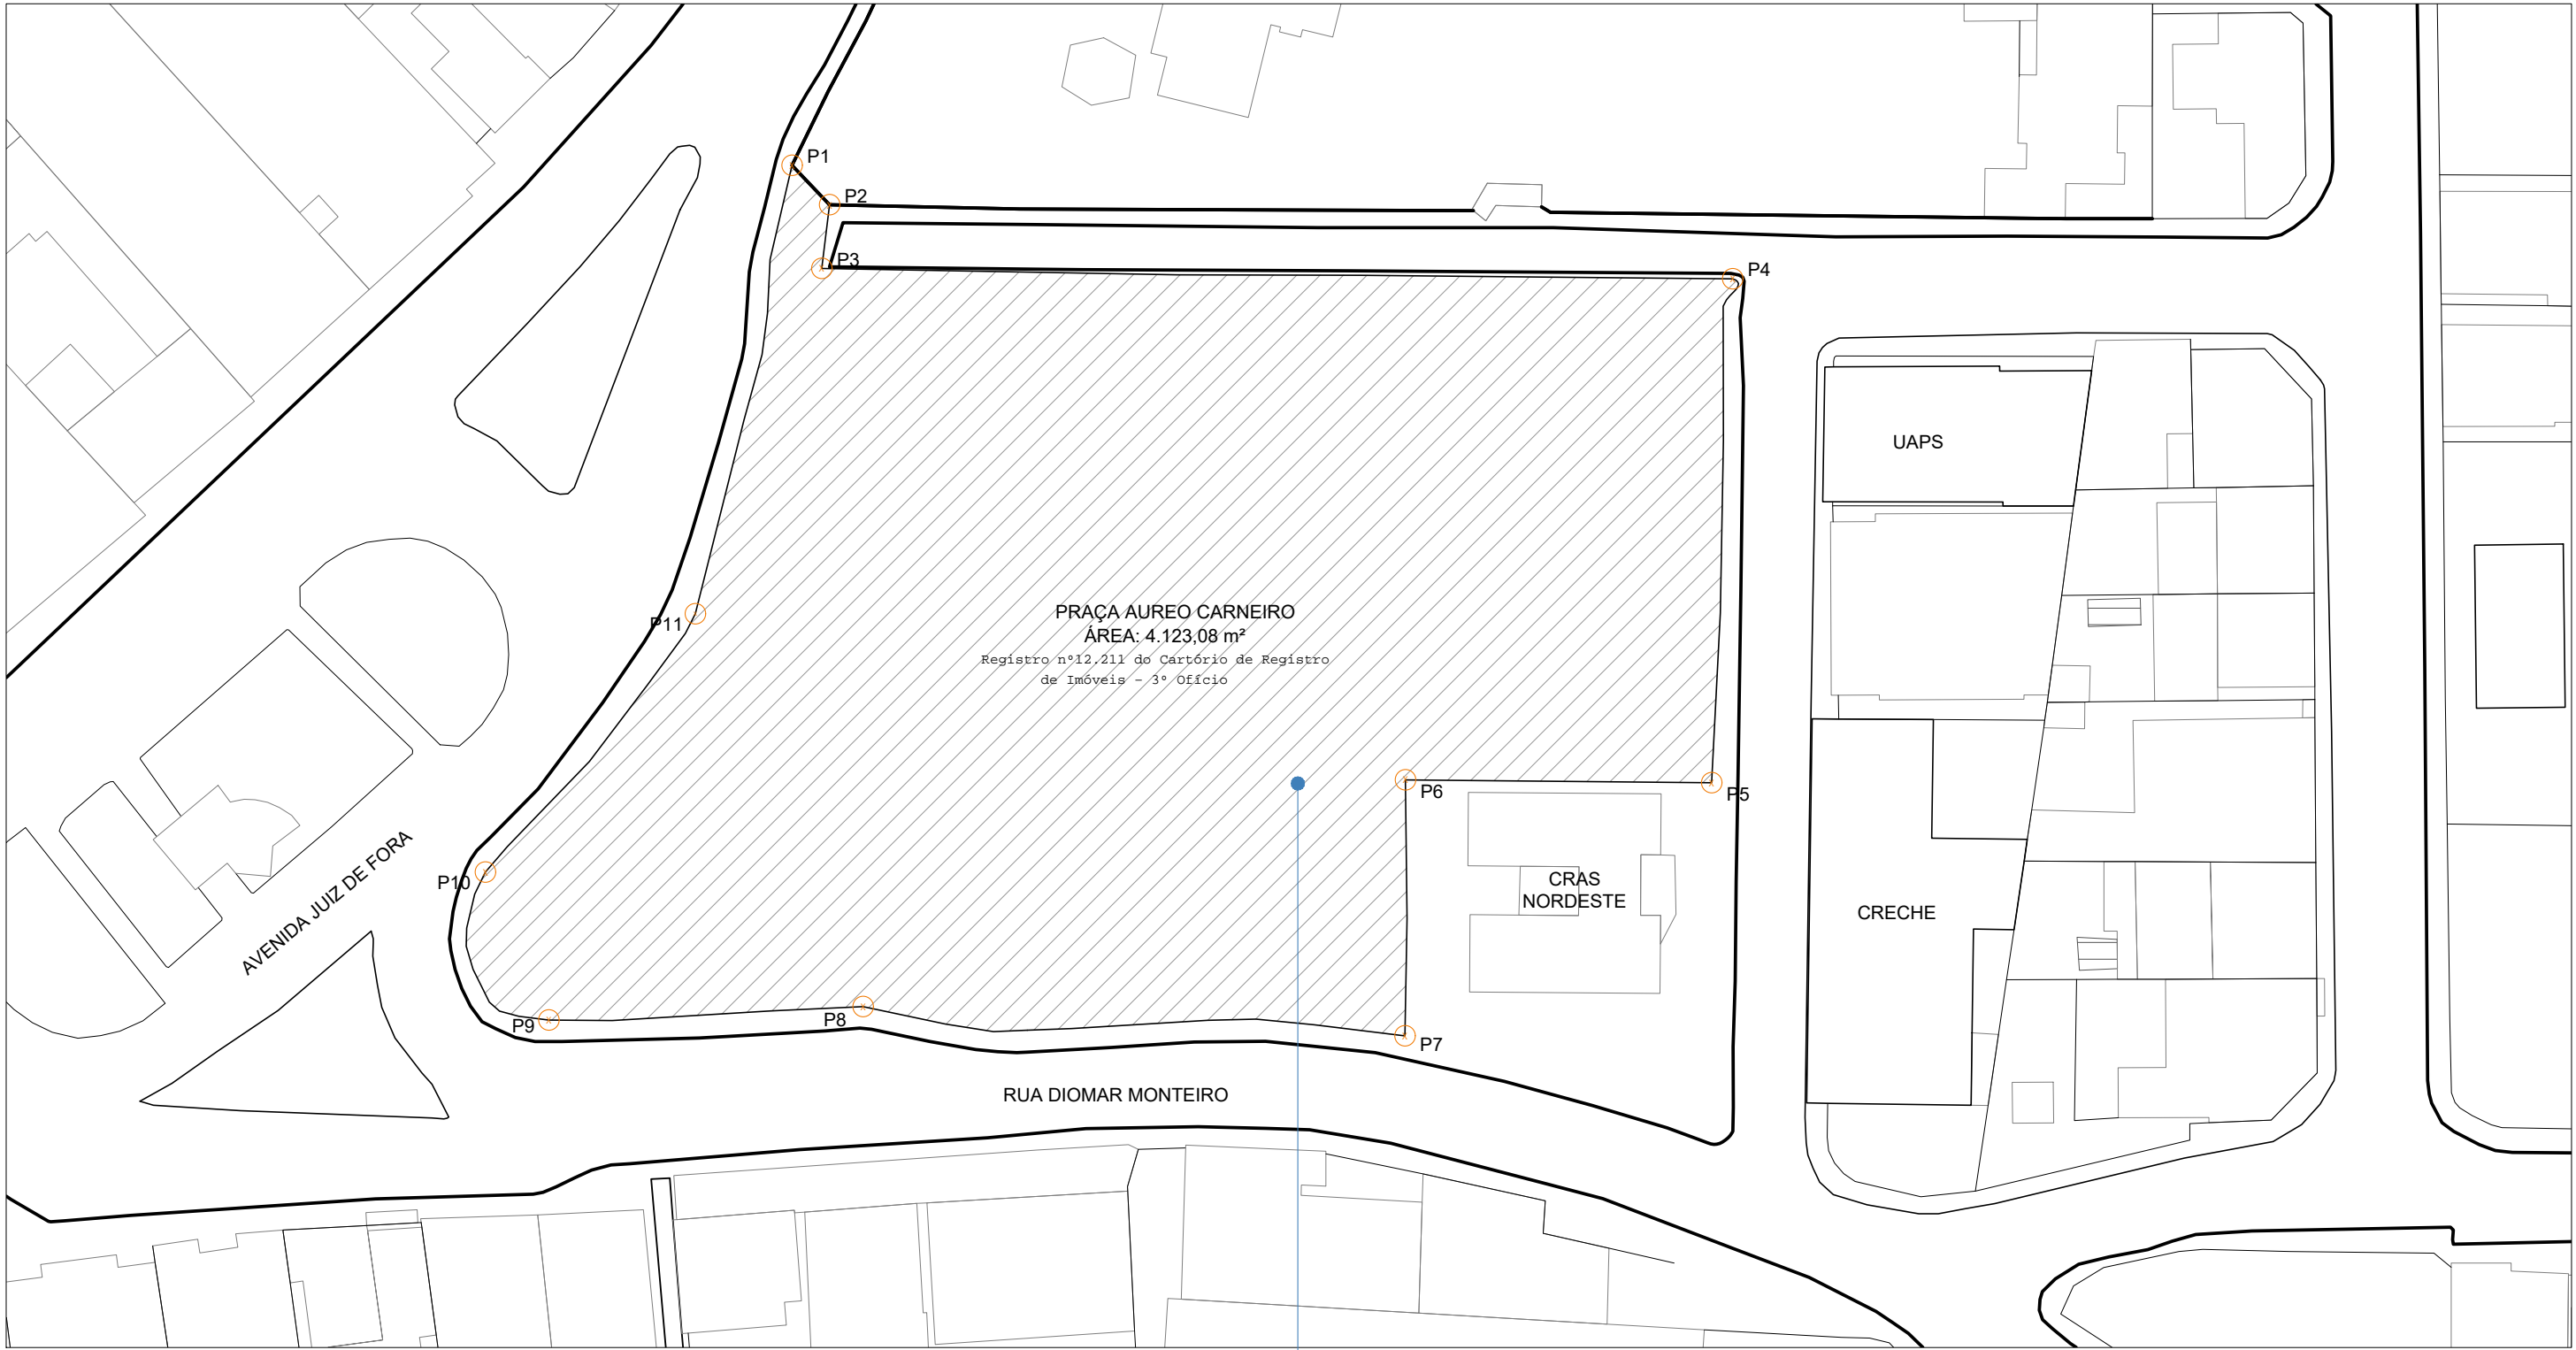 P1
P2
P3
P4
UAPS
PRAÇA AUREO CARNEIRO
ÁREA: 4.123,08 m²
Registro nº12.211 do Cartório de Registro
de Imóveis - 3º Ofício
P11
P6
P5
P10
AVENIDA JUIZ DE FORA
CRAS
NORDESTE
CRECHE
P9
P8
P7
RUA DIOMAR MONTEIRO